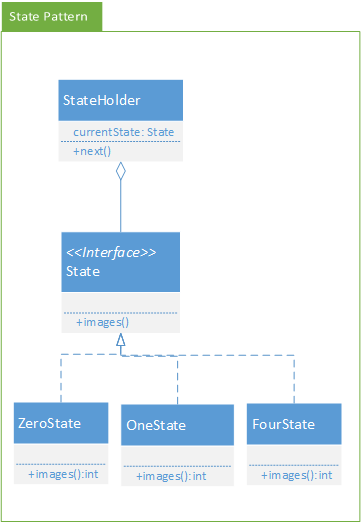 State Pattern
StateHolder
currentState: State
+next()
<<Interface>>
State
+images()
ZeroState
OneState
FourState
+images():int
+images():int
+images():int